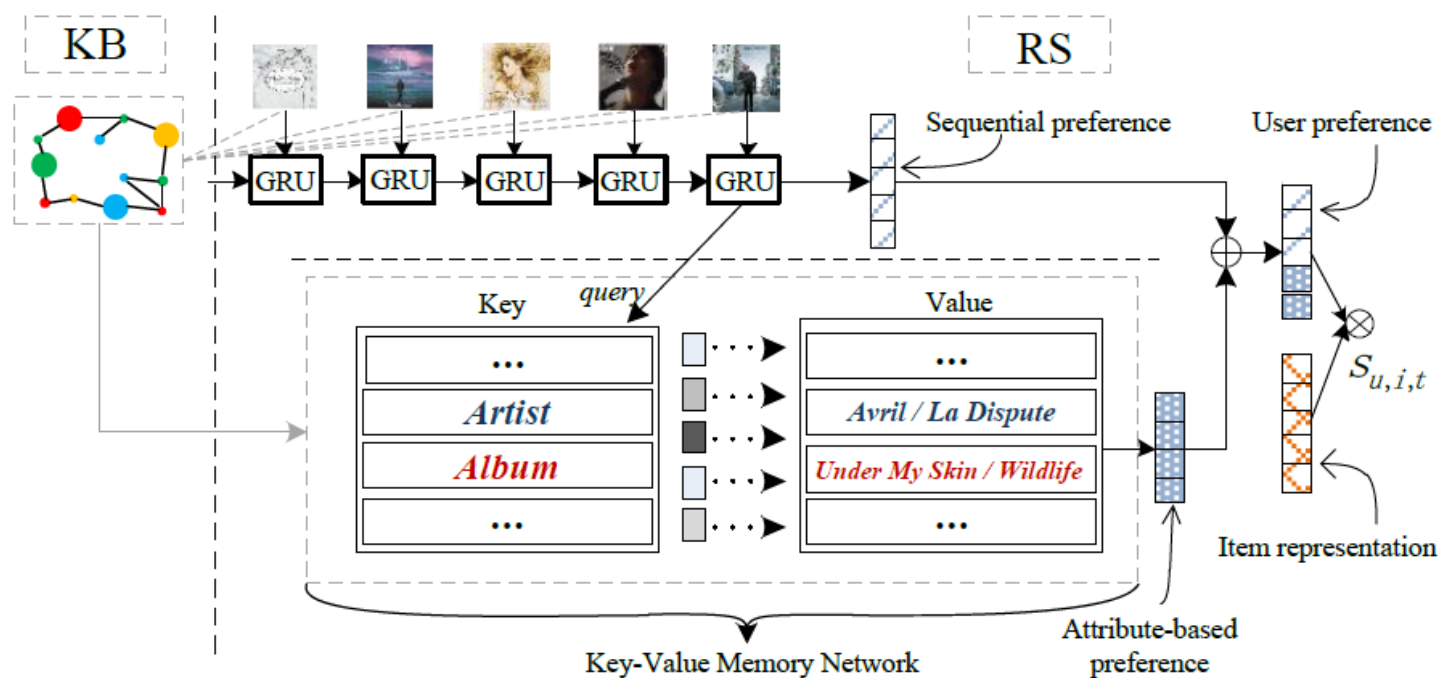 KB
RS
Sequential preference
User preference
GRU GRU GRU GRU GRU
query
Key
Value
...
...
Artist
Avril / La Dispute
Album
Under My Skin / Wildlife
...
...
S_{u,i,t}
Item representation
Attribute-based
preference
Key-Value Memory Network